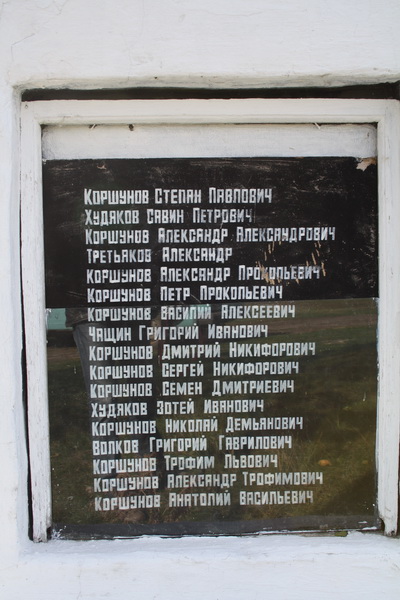 Коршунов Степан Павлович
Худяков Савин Петрович
Коршунов Александр Александрович
Третьяков Александр
Коршунов Александр Прокопьевич
Коршунов Петр Прокопьевич
Коршунов Василий Алексеевич
Чащин Григорий Иванович
Коршунов Дмитрий Никифорович
Коршунов Сергей Никифорович
Коршунов Семен Дмитриевич
Худяков Зотей Иванович
Коршунов Николай Демьянович
Волков Григорий Гаврилович
Коршунов Трофим Львович
Коршунов Александр Трофимович
Коршунов Анатолий Васильевич